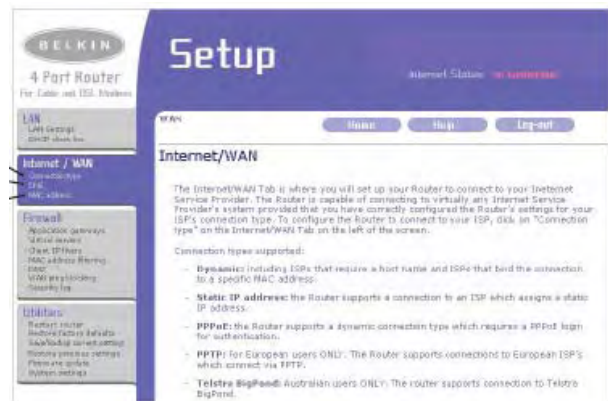 BELKIN
4 Port Router
For Cable and DSL Modems
Setup
Internet Status:
LAN
LAN Settings
DHCP client list
Internet / WAN
Connection type
DNS
MAC address
Firewall
Application gateways
Virtual servers
Client IP filters
MAC address filtering
DMZ
WAN ping blocking
Security log
Utilities
Restart router
Restore factory defaults
Save/Backup current settings
Restore previous settings
Firmware update
System settings
WAN
Home
Help
Log-out
Internet/WAN
The Internet/WAN Tab is where you will set up your Router to connect to your Ineternet
Service Provider. The Router is capable of connecting to virtually any Internet Service
Provider's system provided that you have correctly configured the Router's settings for your
ISP's connection type. To configure the Router to connect to your ISP, click on "Connection
type" on the Internet/WAN Tab on the left of the screen.
Connection types supported:
- Dynamic: including ISPs that require a host name and ISPs that bind the connection
to a specific MAC address.
- Static IP address: the Router supports a connection to an ISP which assigns a static
IP address.
- PPPoE: the Router supports a dynamic connection type which requires a PPPoE login
for authentication.
- PPTP: For European users ONLY. The Router supports connections to European ISP's
which connect via PPTP.
- Telstra BigPond: Australian users ONLY. The router supports connection to Telstra
BigPond.